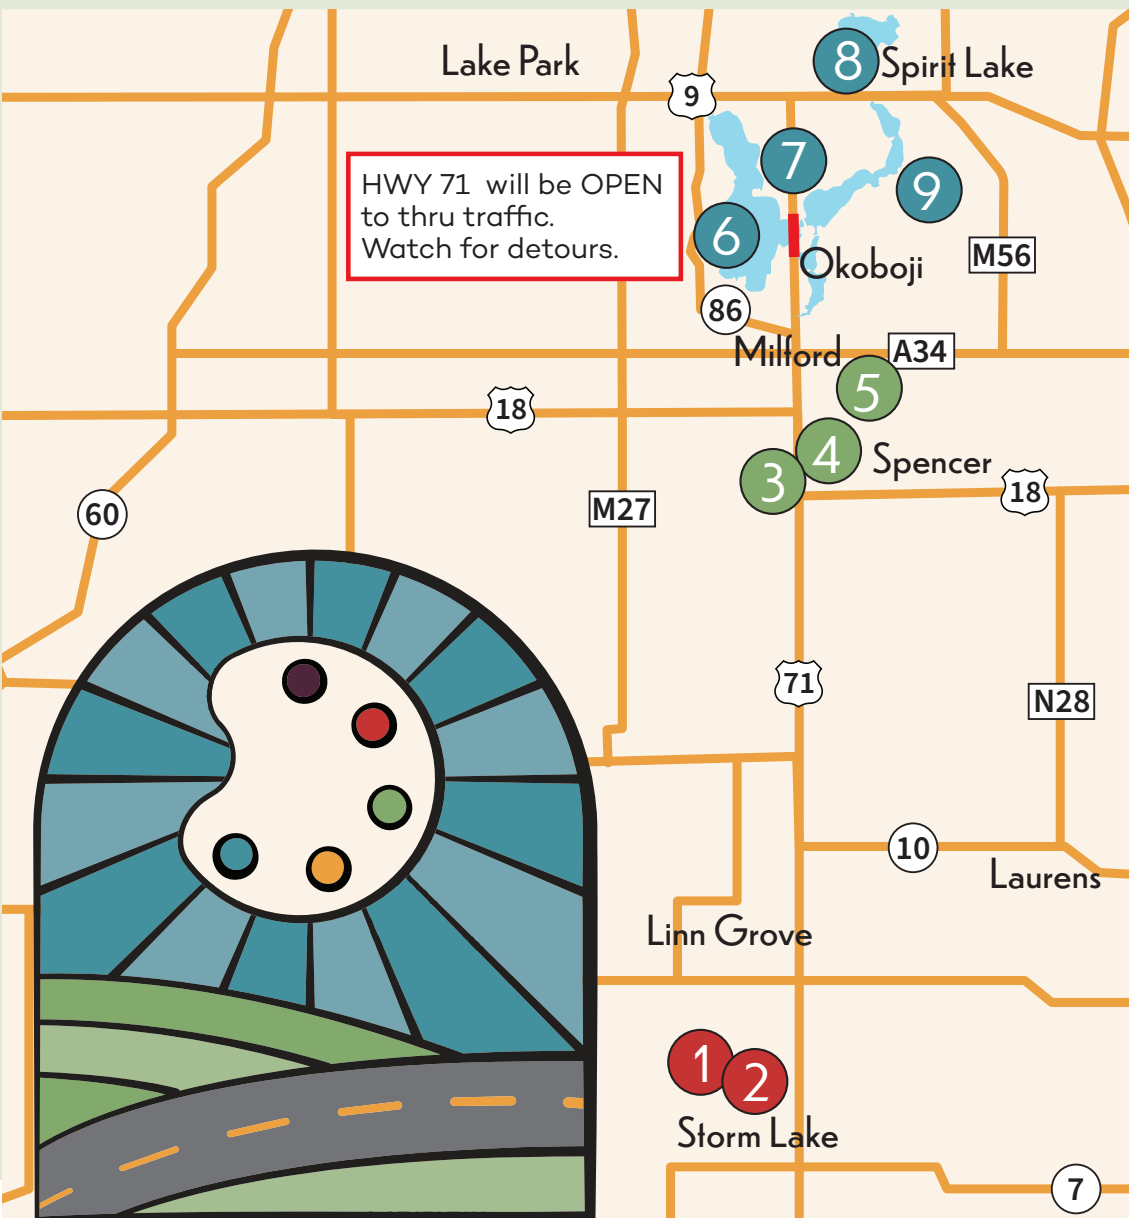 Lake Park
8
Spirit Lake
9
7
HWY 71 will be OPEN
to thru traffic.
Watch for detours.
9
6
M56
Okoboji
86
Milford
A34
5
18
4
Spencer
3
18
M27
60
71
N28
10
Laurens
Linn Grove
1
2
Storm Lake
7